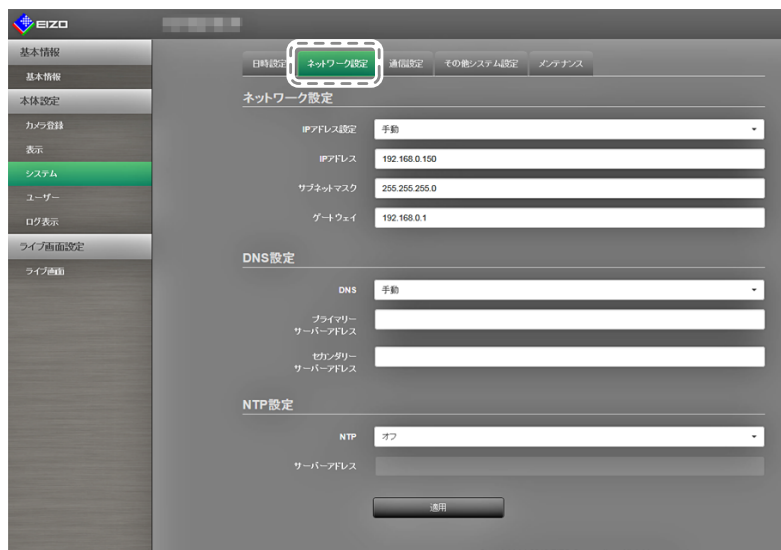 EIZO
基本情報
基本情報
本体設定
カメラ登録
表示
システム
ユーザー
ログ表示
ライブ画面設定
ライブ画面
日時設定 ネットワーク設定 通信設定 その他システム設定 メンテナンス
ネットワーク設定
IPアドレス設定 手動
IPアドレス 192.168.0.150
サブネットマスク 255.255.255.0
ゲートウェイ 192.168.0.1
DNS設定
DNS 手動
プライマリー
サーバーアドレス
セカンダリー
サーバーアドレス
NTP設定
NTP オフ
サーバーアドレス
適用